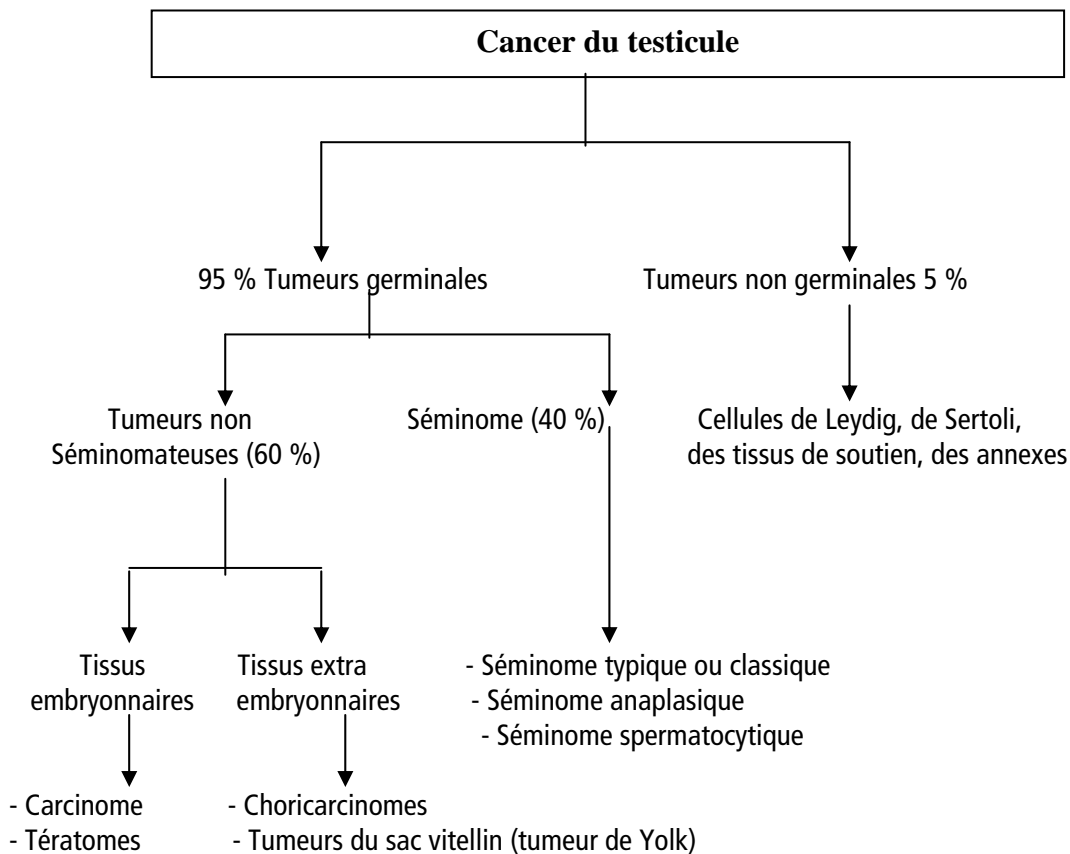 Cancer du testicule
95 % Tumeurs germinales
Tumeurs non germinales 5 %
Tumeurs non
Séminomateuses (60 %)
Séminome (40 %)
Cellules de Leydig, de Sertoli,
des tissus de soutien, des annexes
Tissus
embryonnaires
Tissus extra
embryonnaires
- Séminome typique ou classique
- Séminome anaplasique
- Séminome spermatocytique
- Carcinome
- Tératomes
- Choricarcinomes
- Tumeurs du sac vitellin (tumeur de Yolk)